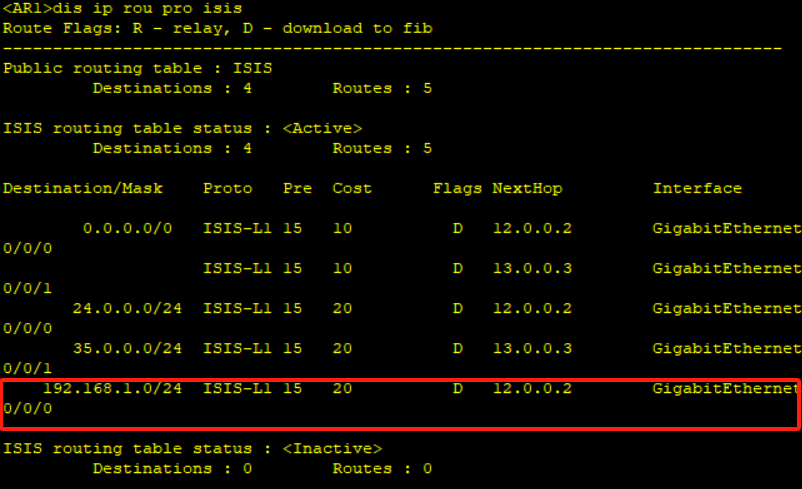 <AR1>dis ip rou pro isis
Route Flags: R - relay, D - download to fib
------------------------------------------------------------------------------
Public routing table : ISIS
         Destinations : 4        Routes : 5

ISIS routing table status : <Active>
         Destinations : 4        Routes : 5

Destination/Mask    Proto   Pre  Cost      Flags NextHop         Interface

        0.0.0.0/0   ISIS-L1 15   10          D   12.0.0.2        GigabitEthernet
0/0/0
                    ISIS-L1 15   10          D   13.0.0.3        GigabitEthernet
0/0/1
       24.0.0.0/24  ISIS-L1 15   20          D   12.0.0.2        GigabitEthernet
0/0/0
       35.0.0.0/24  ISIS-L1 15   20          D   13.0.0.3        GigabitEthernet
0/0/1
    192.168.1.0/24  ISIS-L1 15   20          D   12.0.0.2        GigabitEthernet
0/0/0

ISIS routing table status : <Inactive>
         Destinations : 0        Routes : 0